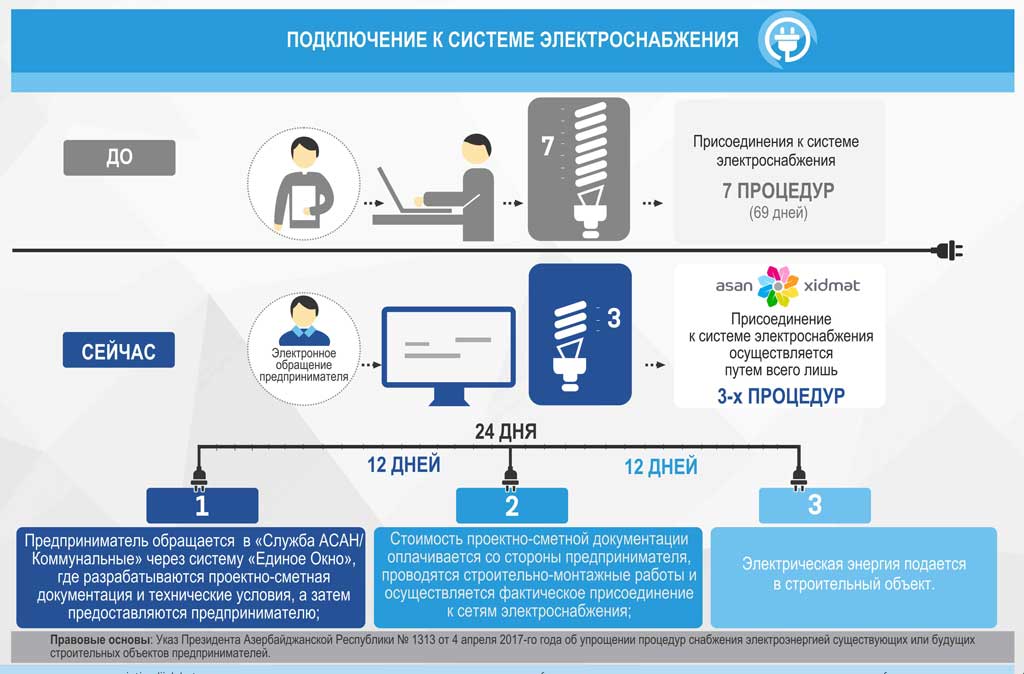 ПОДКЛЮЧЕНИЕ К СИСТЕМЕ ЭЛЕКТРОСНАБЖЕНИЯ
ДО
7
Присоединения к системе
электроснабжения
7 ПРОЦЕДУР
(69 дней)
СЕЙЧАС
Электронное
обращение
предпринимателя
3
asan xidmət
Присоединение
к системе электроснабжения
осуществляется
путем всего лишь
3-х ПРОЦЕДУР
24 ДНЯ
12 ДНЕЙ
12 ДНЕЙ
1
Предприниматель обращается в «Служба АСАН/
Коммунальные» через систему «Единое Окно»,
где разрабатываются проектно-сметная
документация и технические условия, а затем
предоставляются предпринимателю;
2
Стоимость проектно-сметной документации
оплачивается со стороны предпринимателя,
проводятся строительно-монтажные работы и
осуществляется фактическое присоединение
к сетям электроснабжения;
3
Электрическая энергия подается
в строительный объект.
Правовые основы: Указ Президента Азербайджанской Республики № 1313 от 4 апреля 2017-го года об упрощении процедур снабжения электроэнергией существующих или будущих
строительных объектов предпринимателей.